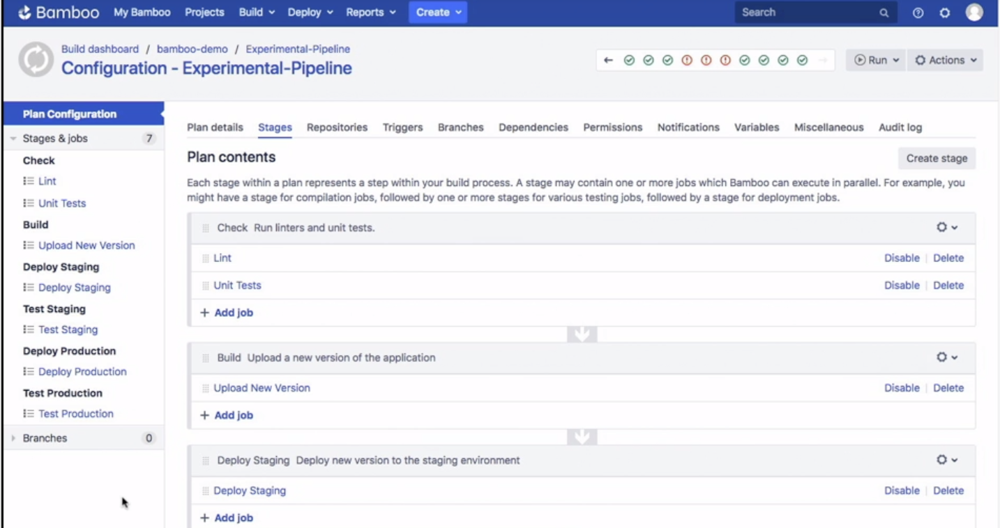 Bamboo My Bamboo Projects Build Deploy Reports Create Search
Build dashboard / bamboo-demo / Experimental-Pipeline
Configuration - Experimental-Pipeline
Run Actions
Plan Configuration
Stages & jobs 7
Check
Lint
Unit Tests
Build
Upload New Version
Deploy Staging
Deploy Staging
Test Staging
Test Staging
Deploy Production
Deploy Production
Test Production
Test Production
Branches 0
Plan details Stages Repositories Triggers Branches Dependencies Permissions Notifications Variables Miscellaneous Audit log
Plan contents
Create stage
Each stage within a plan represents a step within your build process. A stage may contain one or more jobs which Bamboo can execute in parallel. For example, you
might have a stage for compilation jobs, followed by one or more stages for various testing jobs, followed by a stage for deployment jobs.
Check Run linters and unit tests.
Lint Disable Delete
Unit Tests Disable Delete
+ Add job
Build Upload a new version of the application
Upload New Version Disable Delete
+ Add job
Deploy Staging Deploy new version to the staging environment
Deploy Staging Disable Delete
+ Add job